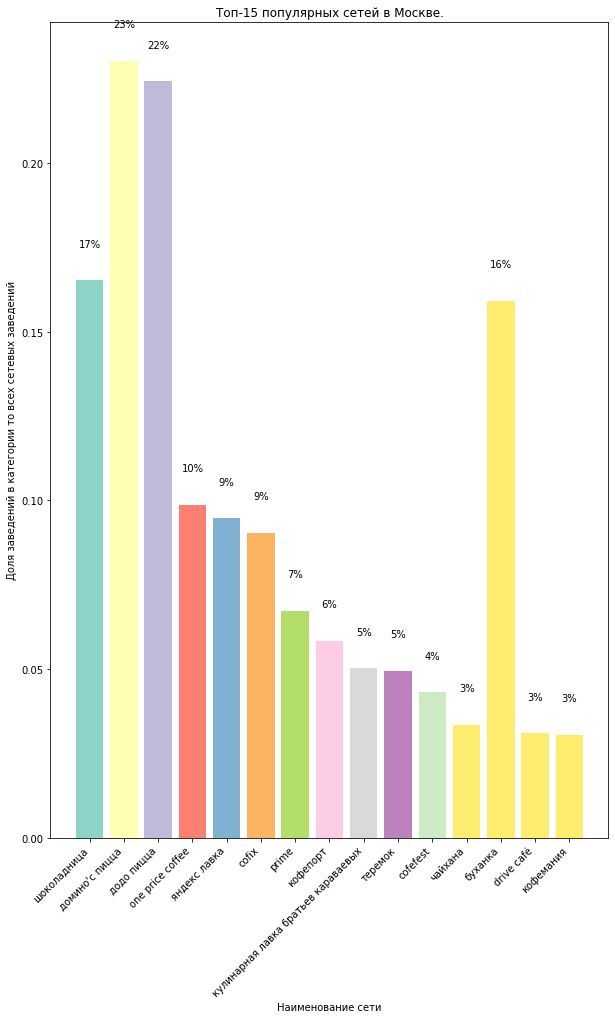 Топ-15 популярных сетей в Москве.
23%
22%
17%
16%
10%
9%
9%
7%
6%
5%
5%
4%
3%
3%
3%
0.20
0.15
0.10
0.05
0.00
Доля заведений в категории то всех сетевых заведений
шоколадница
домино'с пицца
додо пицца
one price coffee
яндекс лавка
cofix
prime
кофепорт
кулинарная лавка братьев караваевых
теремок
cofefest
чайхана
буханка
drive café
кофемания
Наименование сети